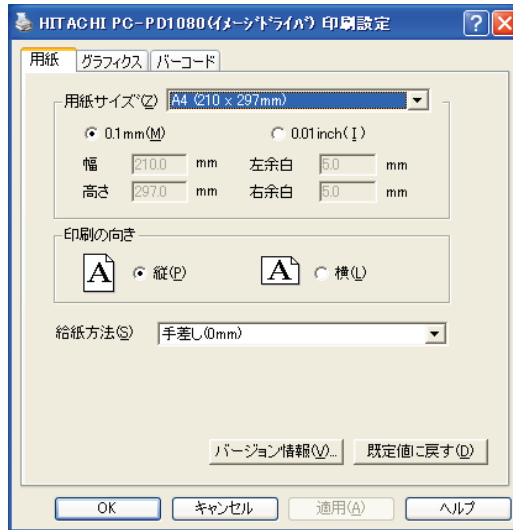 HITACHI PC-PD1080(イメージドライバ) 印刷設定
用紙 グラフィクス バーコード
用紙サイズ(Z) A4 (210 x 297mm)
0.1mm(M) 0.01inch(I)
幅 210.0 mm 左余白 5.0 mm
高さ 297.0 mm 右余白 5.0 mm
印刷の向き
A 縦(P) A 横(L)
給紙方法(S) 手差し(0mm)
バージョン情報(V)... 既定値に戻す(D)
OK キャンセル 適用(A) ヘルプ